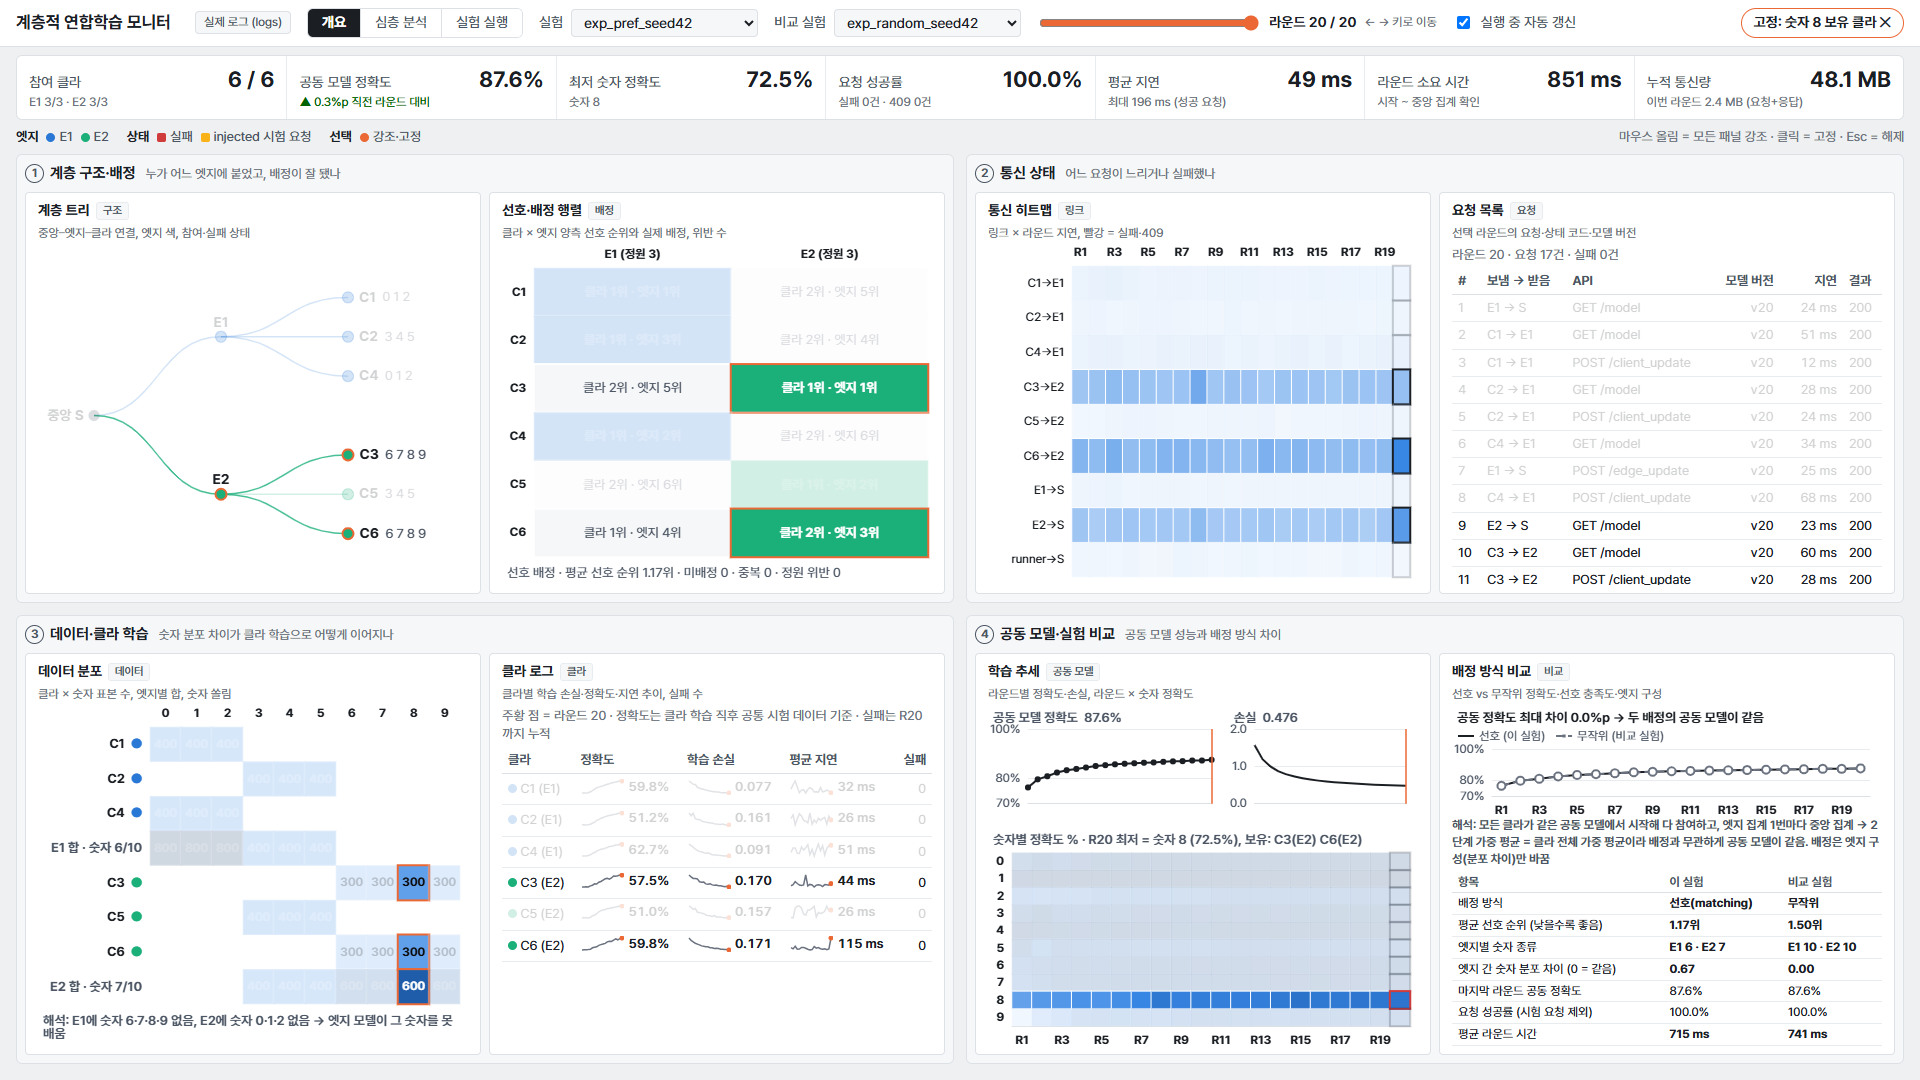 계층적 연합학습 모니터
실제 로그 (logs)
개요
심층 분석
실험 실행
실험
exp_pref_seed42
비교 실험
exp_random_seed42
라운드 20 / 20
← → 키로 이동
실행 중 자동 갱신
고정: 숫자 8 보유 클라 ✕
참여 클라 6 / 6
E1 3/3 · E2 3/3
공동 모델 정확도 87.6%
▲ 0.3%p 직전 라운드 대비
최저 숫자 정확도 72.5%
숫자 8
요청 성공률 100.0%
실패 0건 · 409 0건
평균 지연 49 ms
최대 196 ms (성공 요청)
라운드 소요 시간 851 ms
시작 ~ 중앙 집계 확인
누적 통신량 48.1 MB
이번 라운드 2.4 MB (요청+응답)
엣지 E1 E2 상태 실패 injected 시험 요청 선택 강조·고정
마우스 올림 = 모든 패널 강조 · 클릭 = 고정 · Esc = 해제
1 계층 구조·배정 누가 어느 엣지에 붙었고, 배정이 잘 됐나
계층 트리 구조
중앙–엣지–클라 연결, 엣지 색, 참여·실패 상태
C1 0 1 2
E1
C2 3 4 5
C4 0 1 2
중앙 S
C3 6 7 8 9
E2
C5 3 4 5
C6 6 7 8 9
선호·배정 행렬 배정
클라 × 엣지 양측 선호 순위와 실제 배정, 위반 수
E1 (정원 3) E2 (정원 3)
C1 클라 1위 · 엣지 1위 클라 2위 · 엣지 5위
C2 클라 1위 · 엣지 3위 클라 2위 · 엣지 4위
C3 클라 2위 · 엣지 5위 클라 1위 · 엣지 1위
C4 클라 1위 · 엣지 2위 클라 2위 · 엣지 6위
C5 클라 2위 · 엣지 6위 클라 1위 · 엣지 2위
C6 클라 1위 · 엣지 4위 클라 2위 · 엣지 3위
선호 배정 · 평균 선호 순위 1.17위 · 미배정 0 · 중복 0 · 정원 위반 0
2 통신 상태 어느 요청이 느리거나 실패했나
통신 히트맵 링크
링크 × 라운드 지연, 빨강 = 실패·409
R1 R3 R5 R7 R9 R11 R13 R15 R17 R19
C1→E1
C2→E1
C4→E1
C3→E2
C5→E2
C6→E2
E1→S
E2→S
runner→S
요청 목록 요청
선택 라운드의 요청·상태 코드·모델 버전
라운드 20 · 요청 17건 · 실패 0건
# 보냄 → 받음 API 모델 버전 지연 결과
1 E1 → S GET /model v20 24 ms 200
2 C1 → E1 GET /model v20 51 ms 200
3 C1 → E1 POST /client_update v20 12 ms 200
4 C2 → E1 GET /model v20 28 ms 200
5 C2 → E1 POST /client_update v20 24 ms 200
6 C4 → E1 GET /model v20 34 ms 200
7 E1 → S POST /edge_update v20 25 ms 200
8 C4 → E1 POST /client_update v20 68 ms 200
9 E2 → S GET /model v20 23 ms 200
10 C3 → E2 GET /model v20 60 ms 200
11 C3 → E2 POST /client_update v20 28 ms 200
3 데이터·클라 학습 숫자 분포 차이가 클라 학습으로 어떻게 이어지나
데이터 분포 데이터
클라 × 숫자 표본 수, 엣지별 합, 숫자 쏠림
0 1 2 3 4 5 6 7 8 9
C1 400 400 400
C2 400 400 400
C4 400 400 400
E1 합 · 숫자 6/10 800 800 800 400 400 400
C3 300 300 300 300
C5 400 400 400
C6 300 300 300 300
E2 합 · 숫자 7/10 400 400 400 600 600 600 600
해석: E1에 숫자 6·7·8·9 없음, E2에 숫자 0·1·2 없음 → 엣지 모델이 그 숫자를 못
배움
클라 로그 클라
클라별 학습 손실·정확도·지연 추이, 실패 수
주황 점 = 라운드 20 · 정확도는 클라 학습 직후 공통 시험 데이터 기준 · 실패는 R20
까지 누적
클라 정확도 학습 손실 평균 지연 실패
C1 (E1) 59.8% 0.077 32 ms 0
C2 (E1) 51.2% 0.161 26 ms 0
C4 (E1) 62.7% 0.091 51 ms 0
C3 (E2) 57.5% 0.170 44 ms 0
C5 (E2) 51.0% 0.157 26 ms 0
C6 (E2) 59.8% 0.171 115 ms 0
4 공동 모델·실험 비교 공동 모델 성능과 배정 방식 차이
학습 추세 공동 모델
라운드별 정확도·손실, 라운드 × 숫자 정확도
공동 모델 정확도 87.6%
100%
80%
70%
손실 0.476
2.0
1.0
0.0
숫자별 정확도 % · R20 최저 = 숫자 8 (72.5%), 보유: C3(E2) C6(E2)
0
1
2
3
4
5
6
7
8
9
R1 R3 R5 R7 R9 R11 R13 R15 R17 R19
배정 방식 비교 비교
선호 vs 무작위 정확도·선호 충족도·엣지 구성
공동 정확도 최대 차이 0.0%p → 두 배정의 공동 모델이 같음
선호 (이 실험) 무작위 (비교 실험)
100%
80%
70%
R1 R3 R5 R7 R9 R11 R13 R15 R17 R19
해석: 모든 클라가 같은 공동 모델에서 시작해 다 참여하고, 엣지 집계 1번마다 중앙 집계 → 2
단계 가중 평균 = 클라 전체 가중 평균이라 배정과 무관하게 공동 모델이 같음. 배정은 엣지 구
성(분포 차이)만 바꿈
항목 이 실험 비교 실험
배정 방식 선호(matching) 무작위
평균 선호 순위 (낮을수록 좋음) 1.17위 1.50위
엣지별 숫자 종류 E1 6 · E2 7 E1 10 · E2 10
엣지 간 숫자 분포 차이 (0 = 같음) 0.67 0.00
마지막 라운드 공동 정확도 87.6% 87.6%
요청 성공률 (시험 요청 제외) 100.0% 100.0%
평균 라운드 시간 715 ms 741 ms